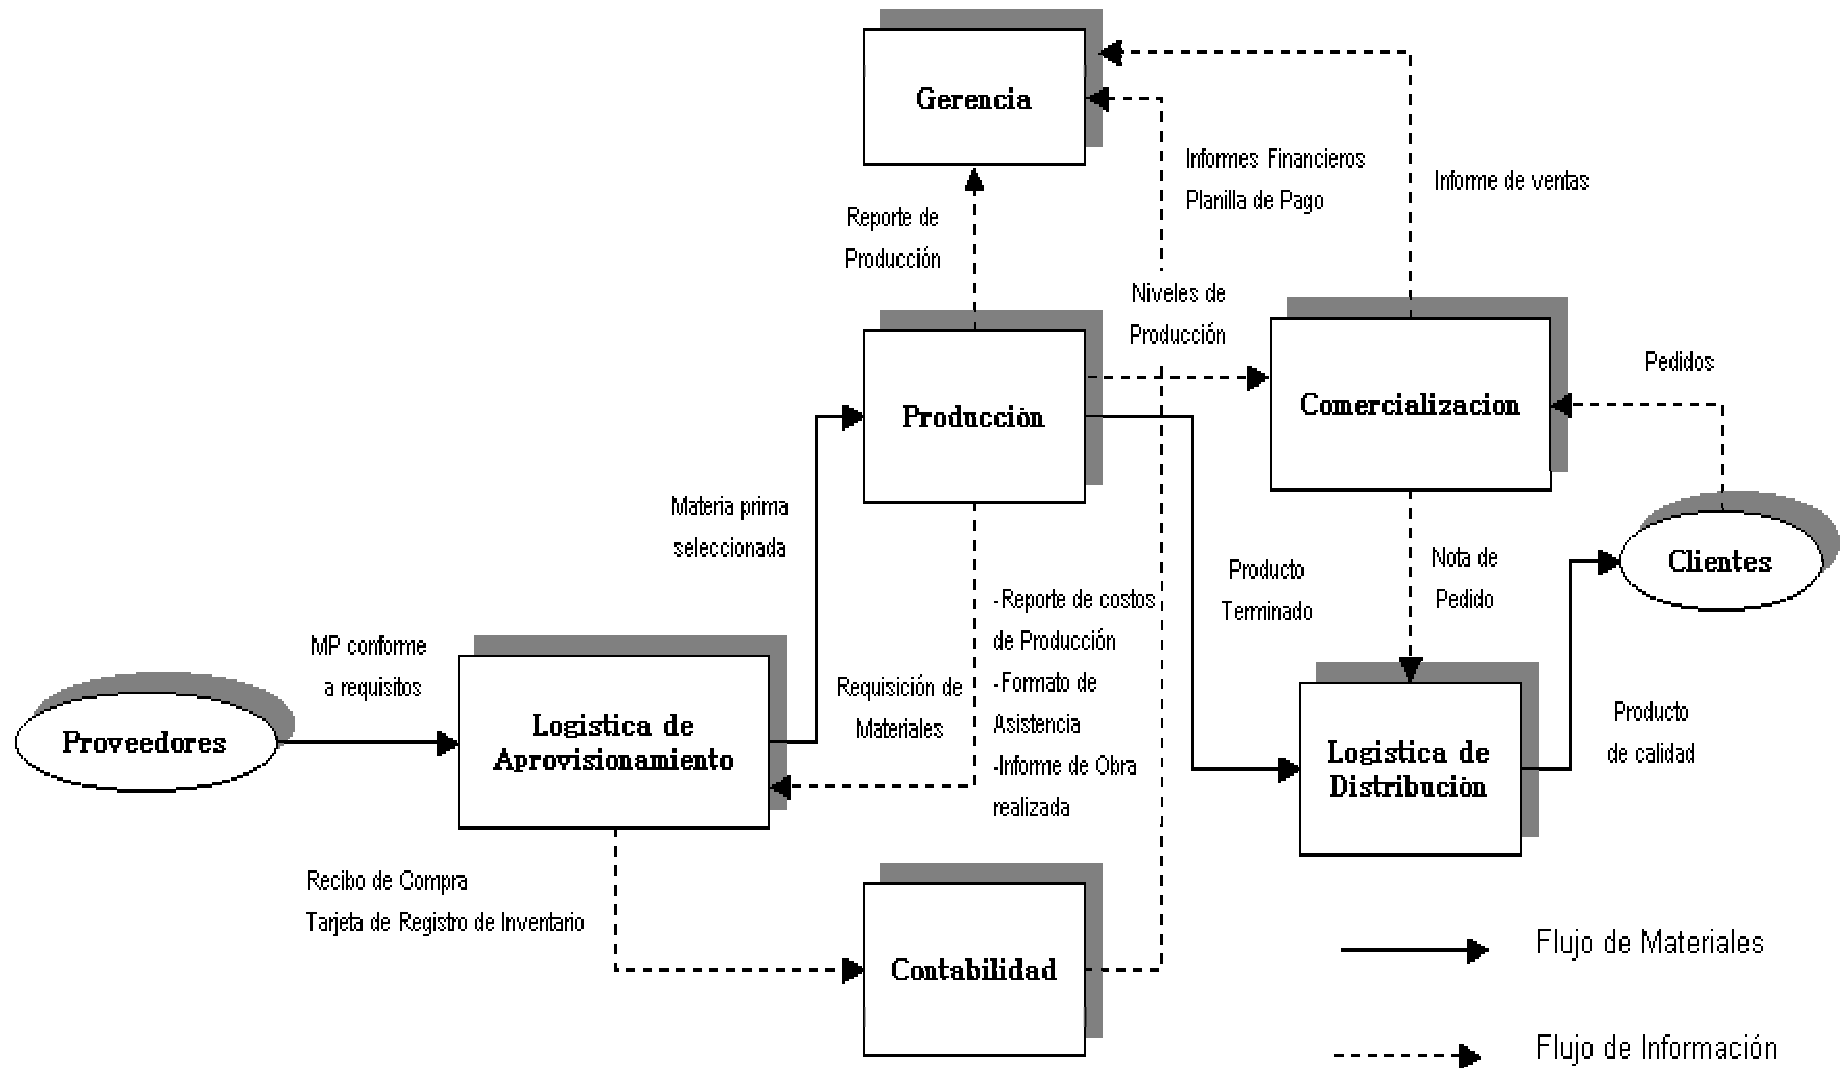 Gerencia
Informes Financieros
Planilla de Pago
Informe de ventas
Reporte de
Producción
Niveles de
Producción
Pedidos
Producción
Comercializacion
Materia prima
seleccionada
Clientes
Nota de
Pedido
Producto
Terminado
-Reporte de costos
de Producción
-Formato de
Asistencia
-Informe de Obra
realizada
MP conforme
a requisitos
Requisición de
Materiales
Proveedores
Logistica de
Aprovisionamiento
Logistica de
Distribución
Producto
de calidad
Recibo de Compra
Tarjeta de Registro de Inventario
Contabilidad
Flujo de Materiales
Flujo de Información